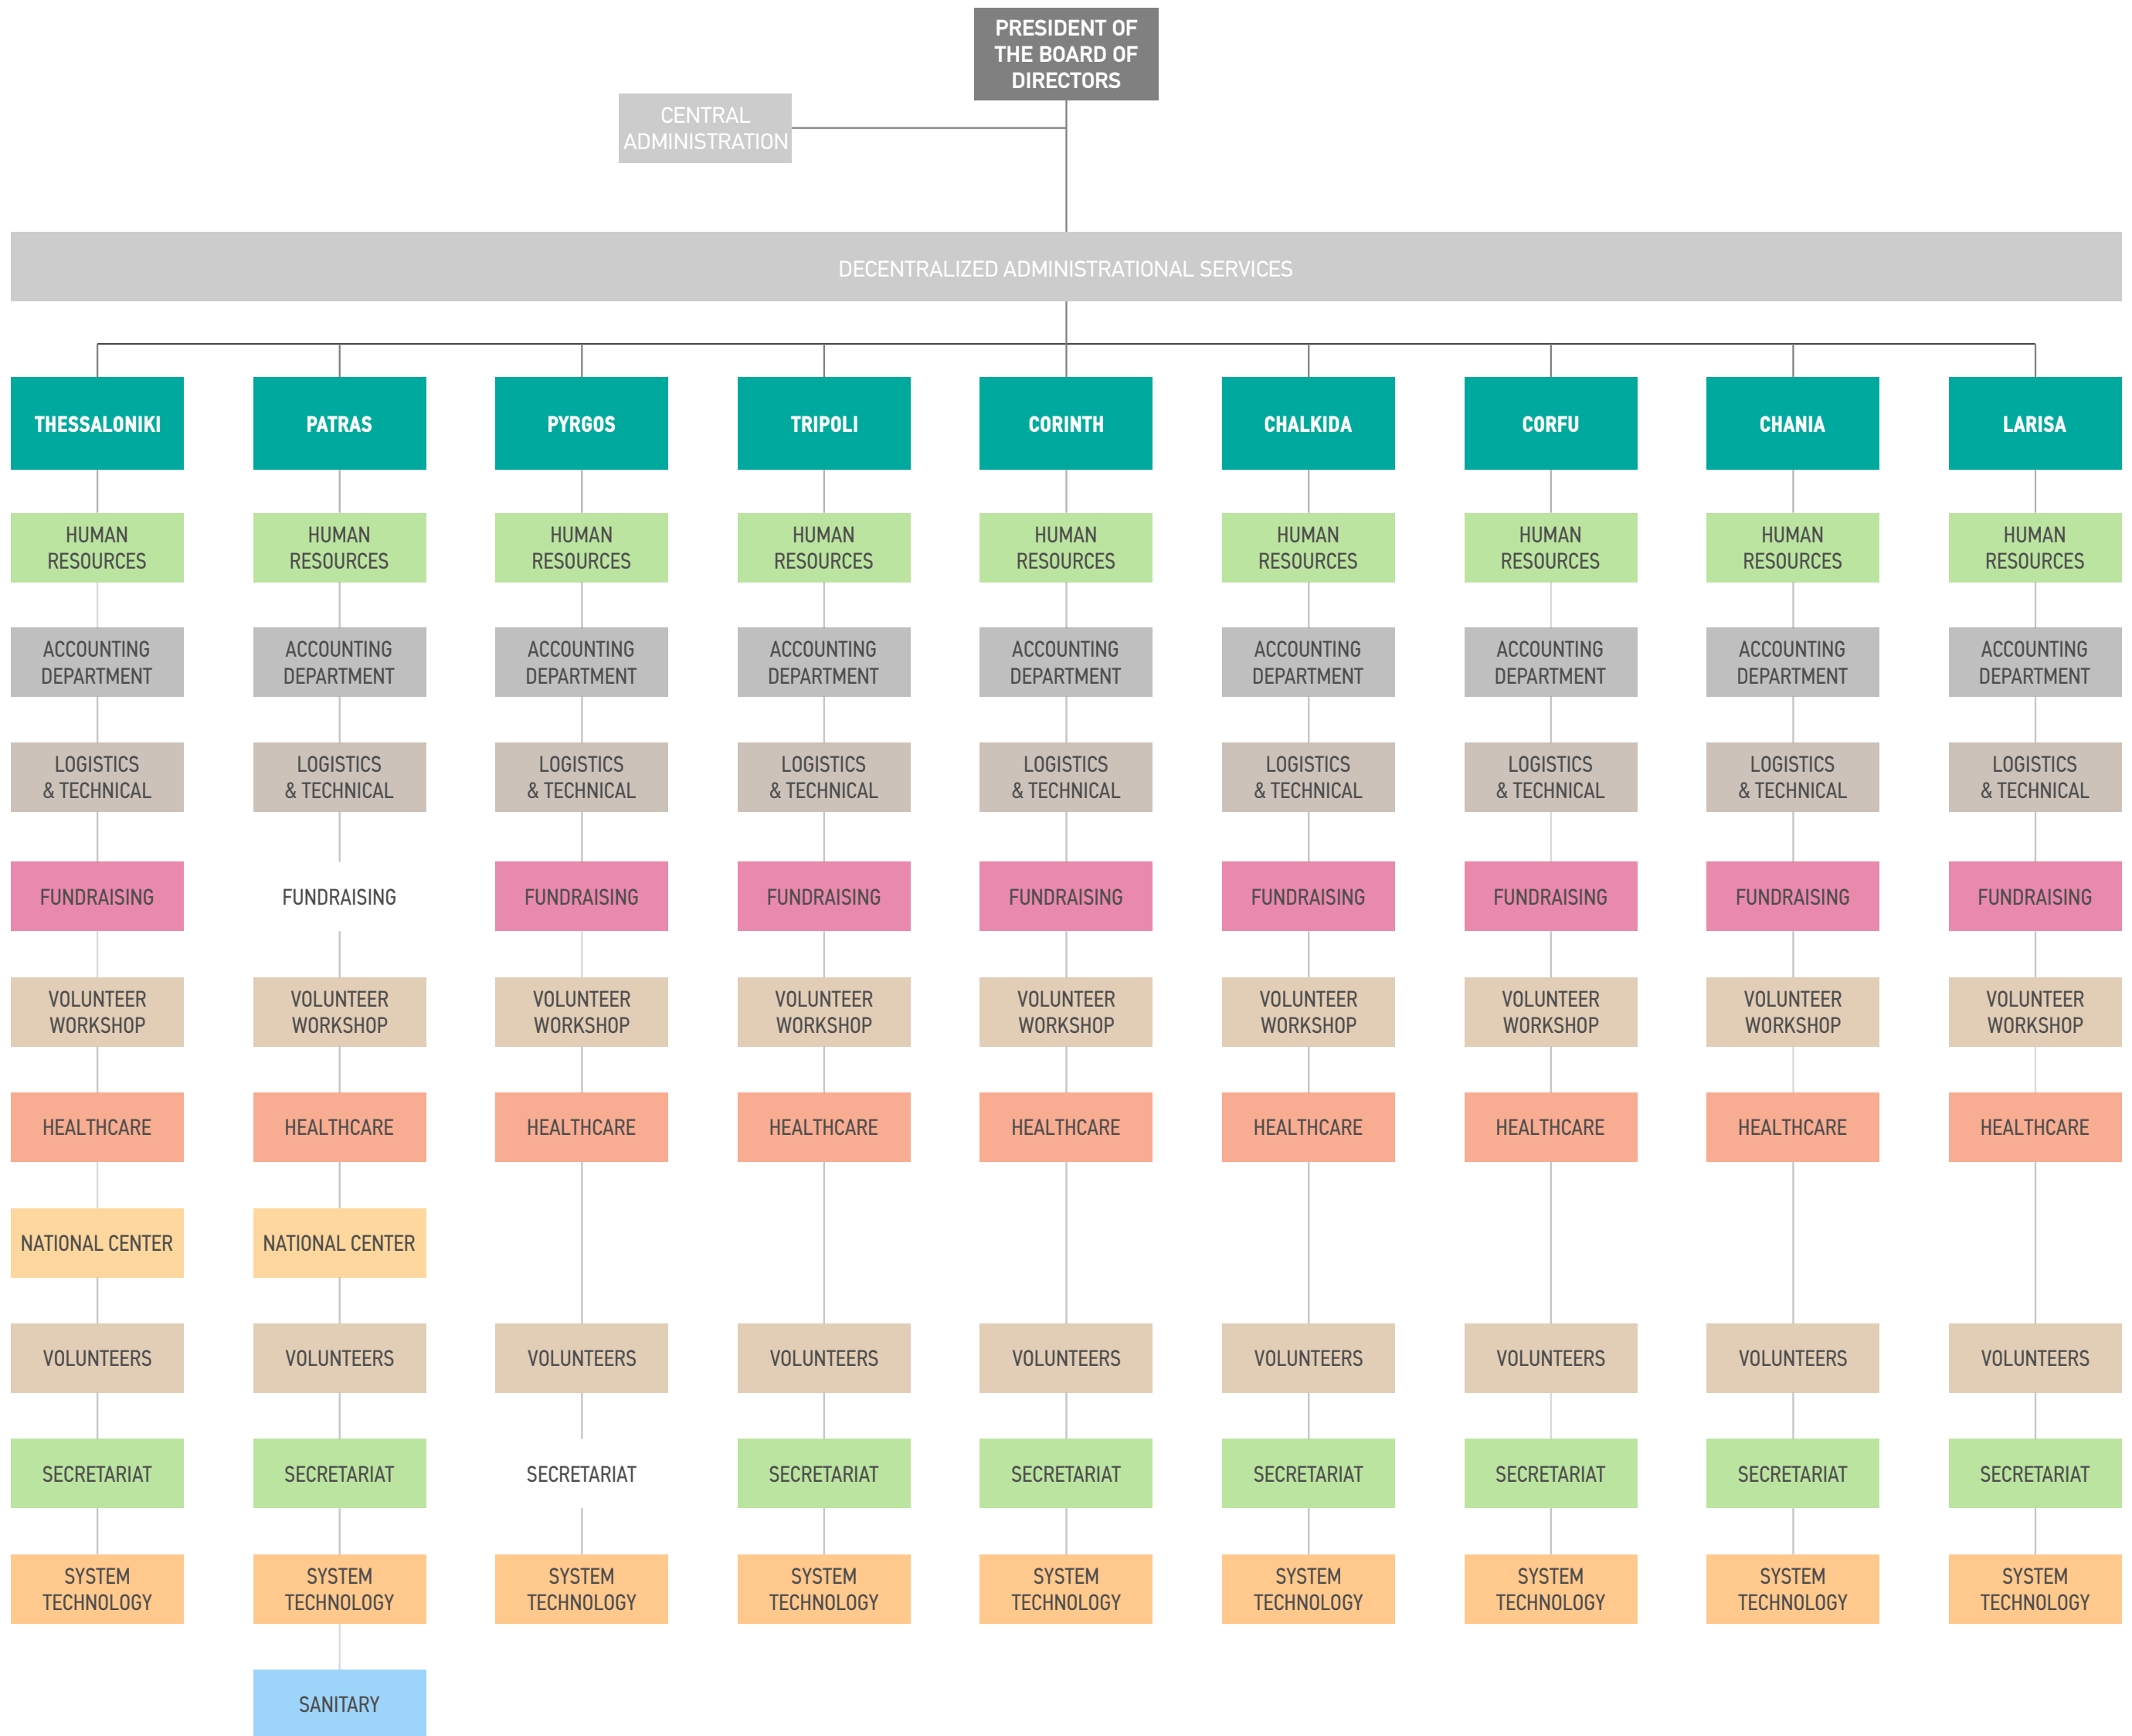 PRESIDENT OF
THE BOARD OF
DIRECTORS
CENTRAL
ADMINISTRATION
DECENTRALIZED ADMINISTRATIONAL SERVICES
THESSALONIKI
HUMAN
RESOURCES
ACCOUNTING
DEPARTMENT
LOGISTICS
& TECHNICAL
FUNDRAISING
VOLUNTEER
WORKSHOP
HEALTHCARE
NATIONAL CENTER
VOLUNTEERS
SECRETARIAT
SYSTEM
TECHNOLOGY
PATRAS
HUMAN
RESOURCES
ACCOUNTING
DEPARTMENT
LOGISTICS
& TECHNICAL
FUNDRAISING
VOLUNTEER
WORKSHOP
HEALTHCARE
NATIONAL CENTER
VOLUNTEERS
SECRETARIAT
SYSTEM
TECHNOLOGY
SANITARY
PYRGOS
HUMAN
RESOURCES
ACCOUNTING
DEPARTMENT
LOGISTICS
& TECHNICAL
FUNDRAISING
VOLUNTEER
WORKSHOP
HEALTHCARE
VOLUNTEERS
SECRETARIAT
SYSTEM
TECHNOLOGY
TRIPOLI
HUMAN
RESOURCES
ACCOUNTING
DEPARTMENT
LOGISTICS
& TECHNICAL
FUNDRAISING
VOLUNTEER
WORKSHOP
HEALTHCARE
VOLUNTEERS
SECRETARIAT
SYSTEM
TECHNOLOGY
CORINTH
HUMAN
RESOURCES
ACCOUNTING
DEPARTMENT
LOGISTICS
& TECHNICAL
FUNDRAISING
VOLUNTEER
WORKSHOP
HEALTHCARE
VOLUNTEERS
SECRETARIAT
SYSTEM
TECHNOLOGY
CHALKIDA
HUMAN
RESOURCES
ACCOUNTING
DEPARTMENT
LOGISTICS
& TECHNICAL
FUNDRAISING
VOLUNTEER
WORKSHOP
HEALTHCARE
VOLUNTEERS
SECRETARIAT
SYSTEM
TECHNOLOGY
CORFU
HUMAN
RESOURCES
ACCOUNTING
DEPARTMENT
LOGISTICS
& TECHNICAL
FUNDRAISING
VOLUNTEER
WORKSHOP
HEALTHCARE
VOLUNTEERS
SECRETARIAT
SYSTEM
TECHNOLOGY
CHANIA
HUMAN
RESOURCES
ACCOUNTING
DEPARTMENT
LOGISTICS
& TECHNICAL
FUNDRAISING
VOLUNTEER
WORKSHOP
HEALTHCARE
VOLUNTEERS
SECRETARIAT
SYSTEM
TECHNOLOGY
LARISA
HUMAN
RESOURCES
ACCOUNTING
DEPARTMENT
LOGISTICS
& TECHNICAL
FUNDRAISING
VOLUNTEER
WORKSHOP
HEALTHCARE
VOLUNTEERS
SECRETARIAT
SYSTEM
TECHNOLOGY